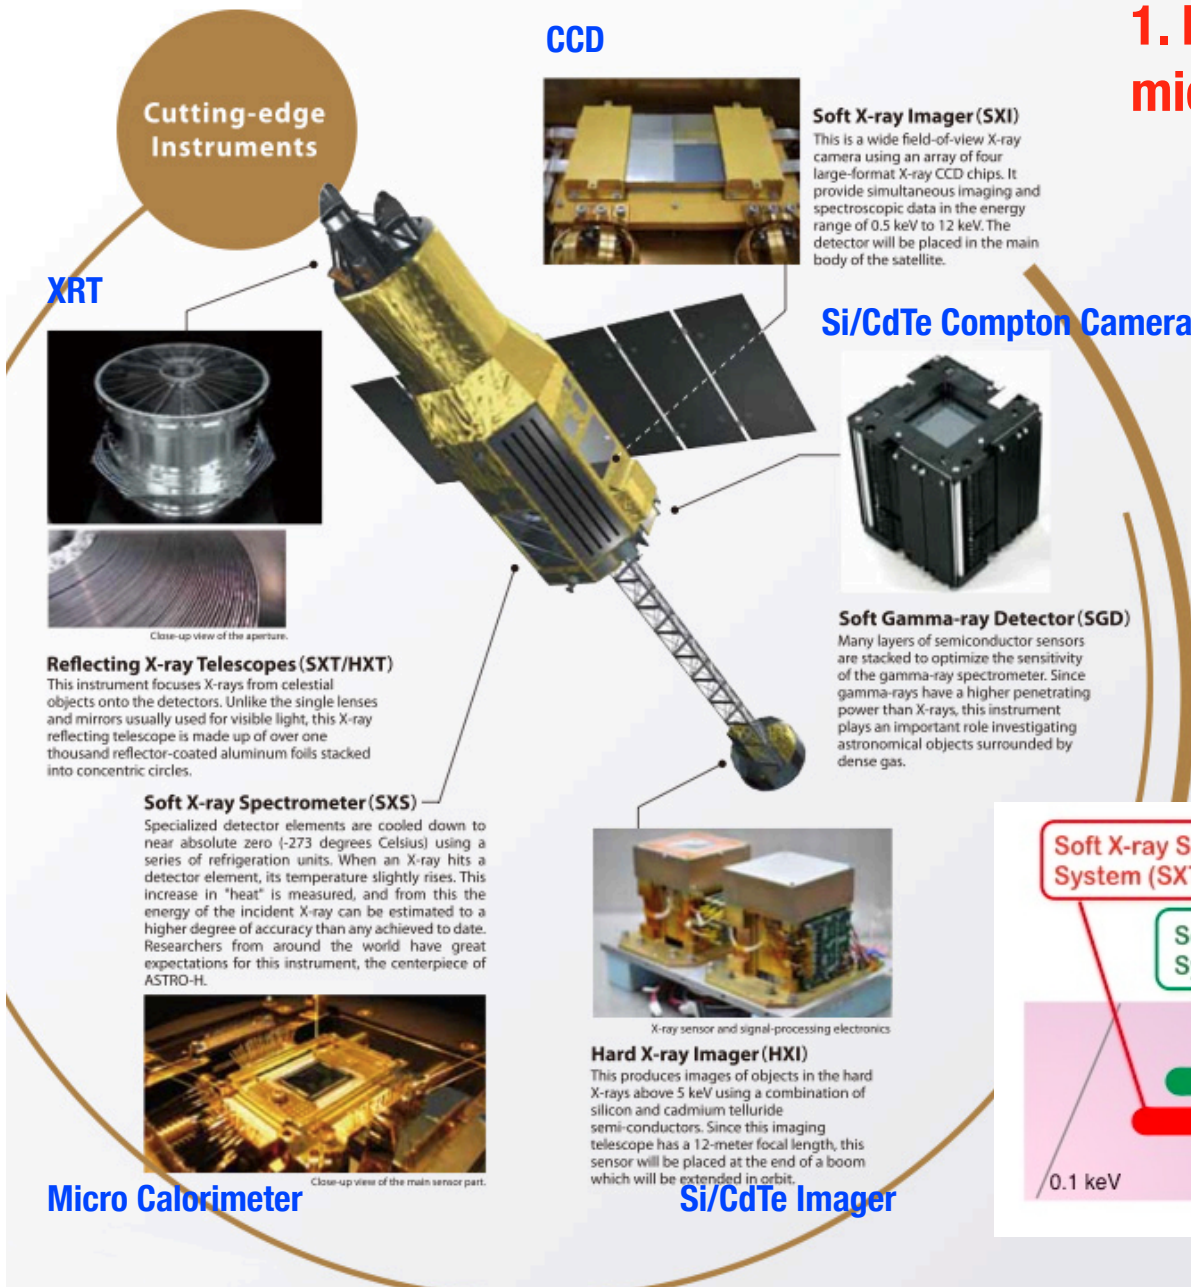 CCD
1.
Cutting-edge
Instruments
Soft X-ray Imager(SXI)
This is a wide field-of-view X-ray
camera using an array of four
large-format X-ray CCD chips. It
provide simultaneous imaging and
spectroscopic data in the energy
range of 0.5 keV to 12 keV. The
detector will be placed in the main
body of the satellite.
XRT
Si/CdTe Compton Camera
Close-up view of the aperture.
Reflecting X-ray Telescopes(SXT/HXT)
This instrument focuses X-rays from celestial
objects onto the detectors. Unlike the single lenses
and mirrors usually used for visible light, this X-ray
reflecting telescope is made up of over one
thousand reflector-coated aluminum foils stacked
into concentric circles.
Soft Gamma-ray Detector(SGD)
Many layers of semiconductor sensors
are stacked to optimize the sensitivity
of the gamma-ray spectrometer. Since
gamma-rays have a higher penetrating
power than X-rays, this instrument
plays an important role investigating
astronomical objects surrounded by
dense gas.
Soft X-ray Spectrometer(SXS)
Specialized detector elements are cooled down to
near absolute zero (-273 degrees Celsius) using a
series of refrigeration units. When an X-ray hits a
detector element, its temperature slightly rises. This
increase in "heat" is measured, and from this the
energy of the incident X-ray can be estimated to a
higher degree of accuracy than any achieved to date.
Researchers from around the world have great
expectations for this instrument, the centerpiece of
ASTRO-H.
Close-up view of the main sensor part.
Micro Calorimeter
X-ray sensor and signal-processing electronics
Hard X-ray Imager(HXI)
This produces images of objects in the hard
X-rays above 5 keV using a combination of
silicon and cadmium telluride
semi-conductors. Since this imaging
telescope has a 12-meter focal length, this
sensor will be placed at the end of a boom
which will be extended in orbit.
Si/CdTe Imager
Soft X-ray
System (SXT
0.1 keV